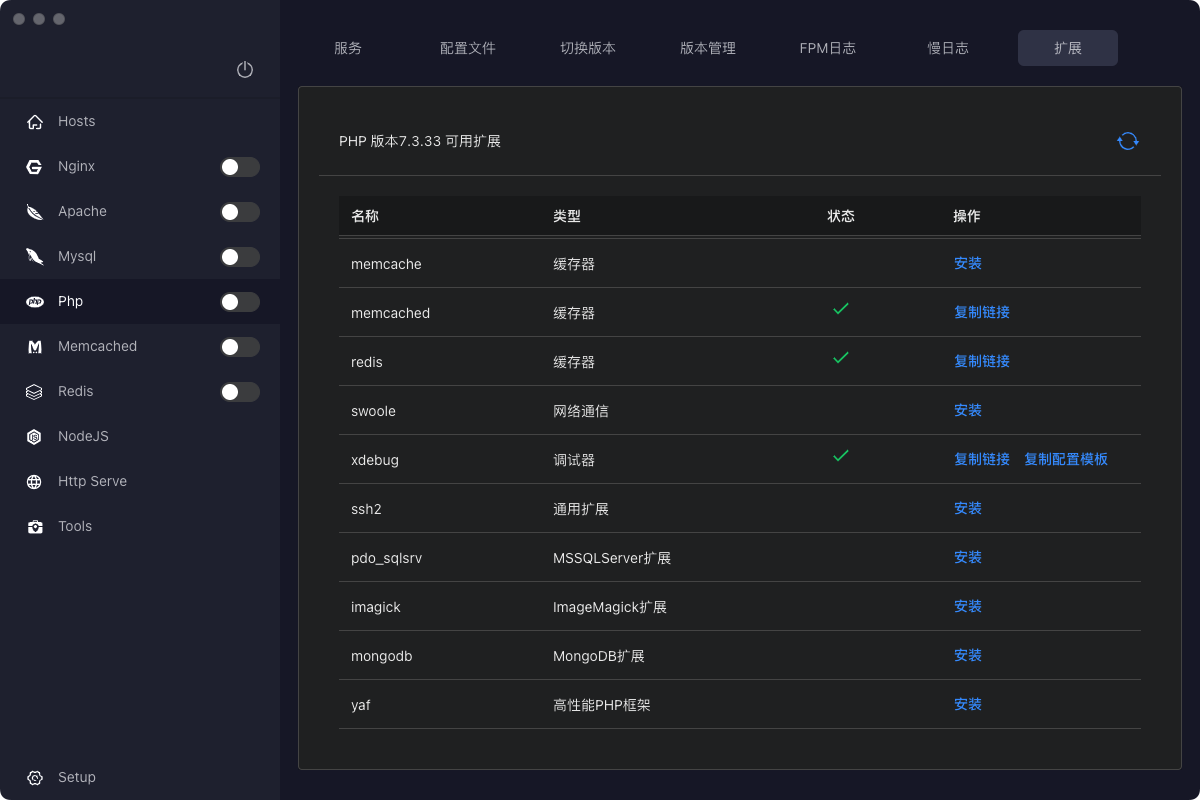 服务 配置文件 切换版本 版本管理 FPM日志 慢日志 扩展
Hosts
Nginx
Apache
Mysql
Php
Memcached
Redis
NodeJS
Http Serve
Tools
Setup
PHP 版本7.3.33 可用扩展
名称 类型 状态 操作
memcache 缓存器 安装
memcached 缓存器 复制链接
redis 缓存器 复制链接
swoole 网络通信 安装
xdebug 调试器 复制链接 复制配置模板
ssh2 通用扩展 安装
pdo_sqlsrv MSSQLServer扩展 安装
imagick ImageMagick扩展 安装
mongodb MongoDB扩展 安装
yaf 高性能PHP框架 安装